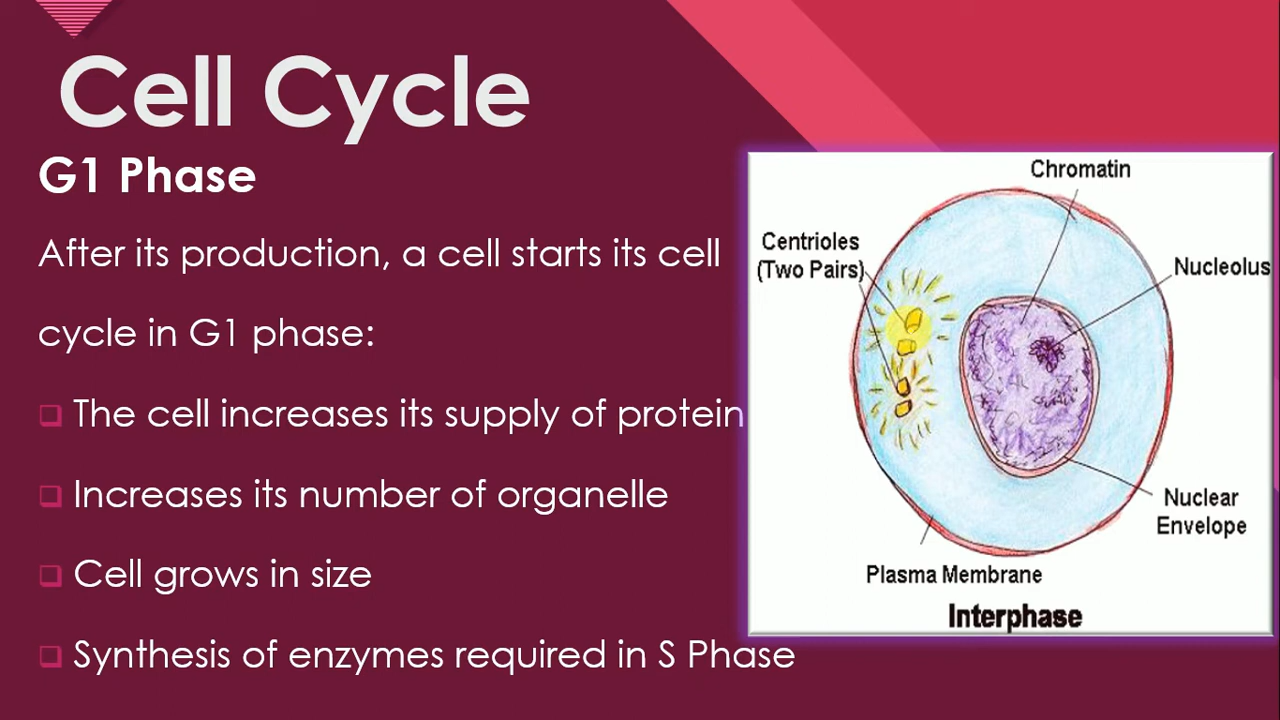 Cell Cycle
G1 Phase
After its production, a cell starts its cell
cycle in G1 phase:
The cell increases its supply of protein
Increases its number of organelle
Cell grows in size
Synthesis of enzymes required in S Phase
Chromatin
Centrioles
(Two Pairs)
Nucleolus
Nuclear
Envelope
Plasma Membrane
Interphase